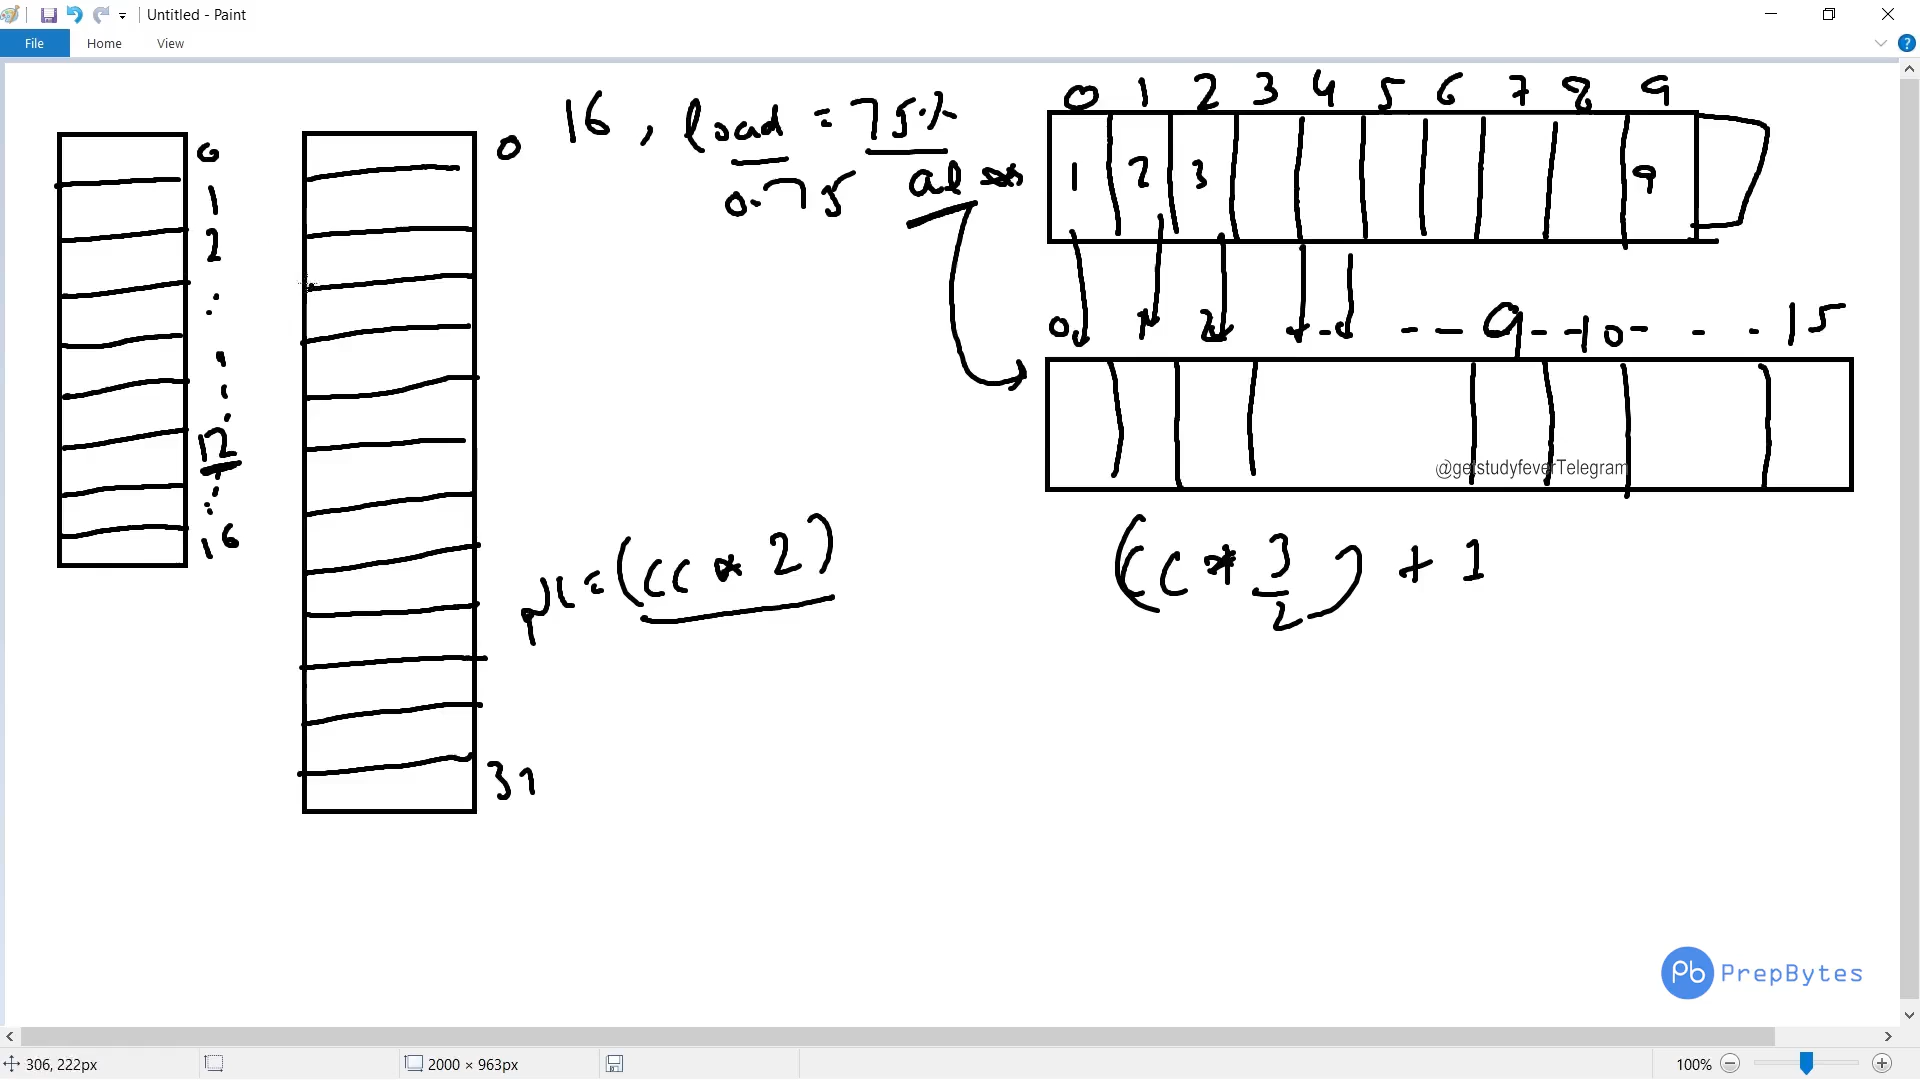 Untitled - Paint
File Home View
0 1 2 3 4 5 6 7 8 9
16 , load = 75%
0.75 al
1 2 3 9
0
1
2
12
16
0
31
0 1 2 9 10 15
@getstudyfeverTelegram
= (CC * 2)
(CC * 3/2) + 1
Pb PrepBytes
306, 222px
2000 × 963px
100%